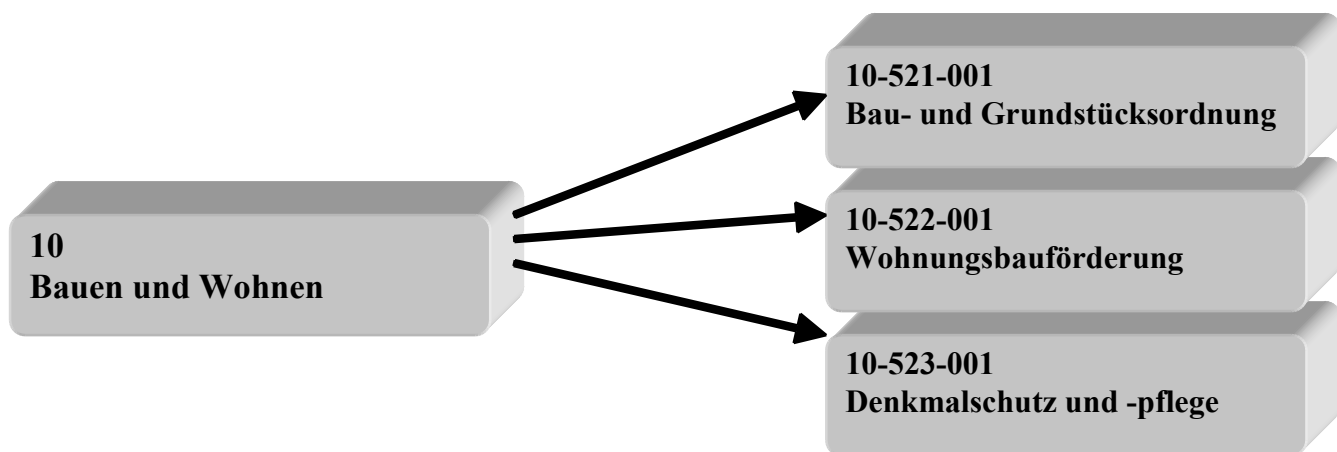 10
Bauen und Wohnen
10-521-001
Bau- und Grundstücksordnung
10-522-001
Wohnungsbauförderung
10-523-001
Denkmalschutz und -pflege